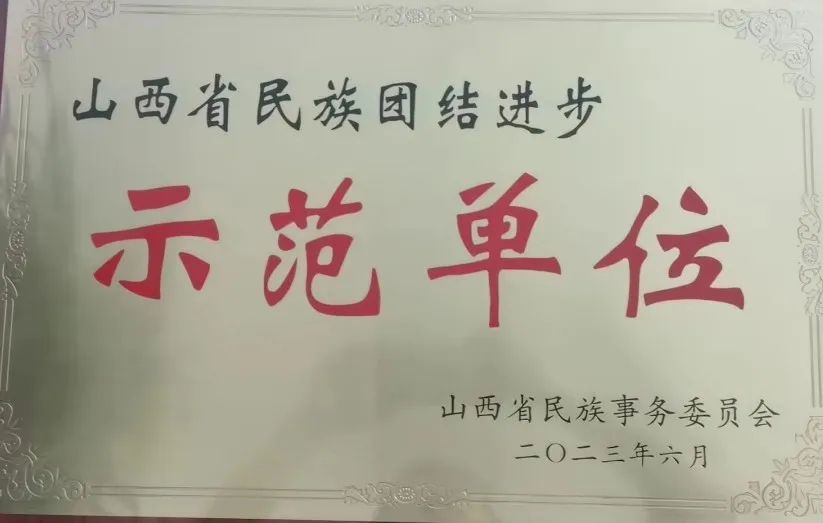 山西省民族团结进步
示范单位
山西省民族事务委员会
二〇二三年六月